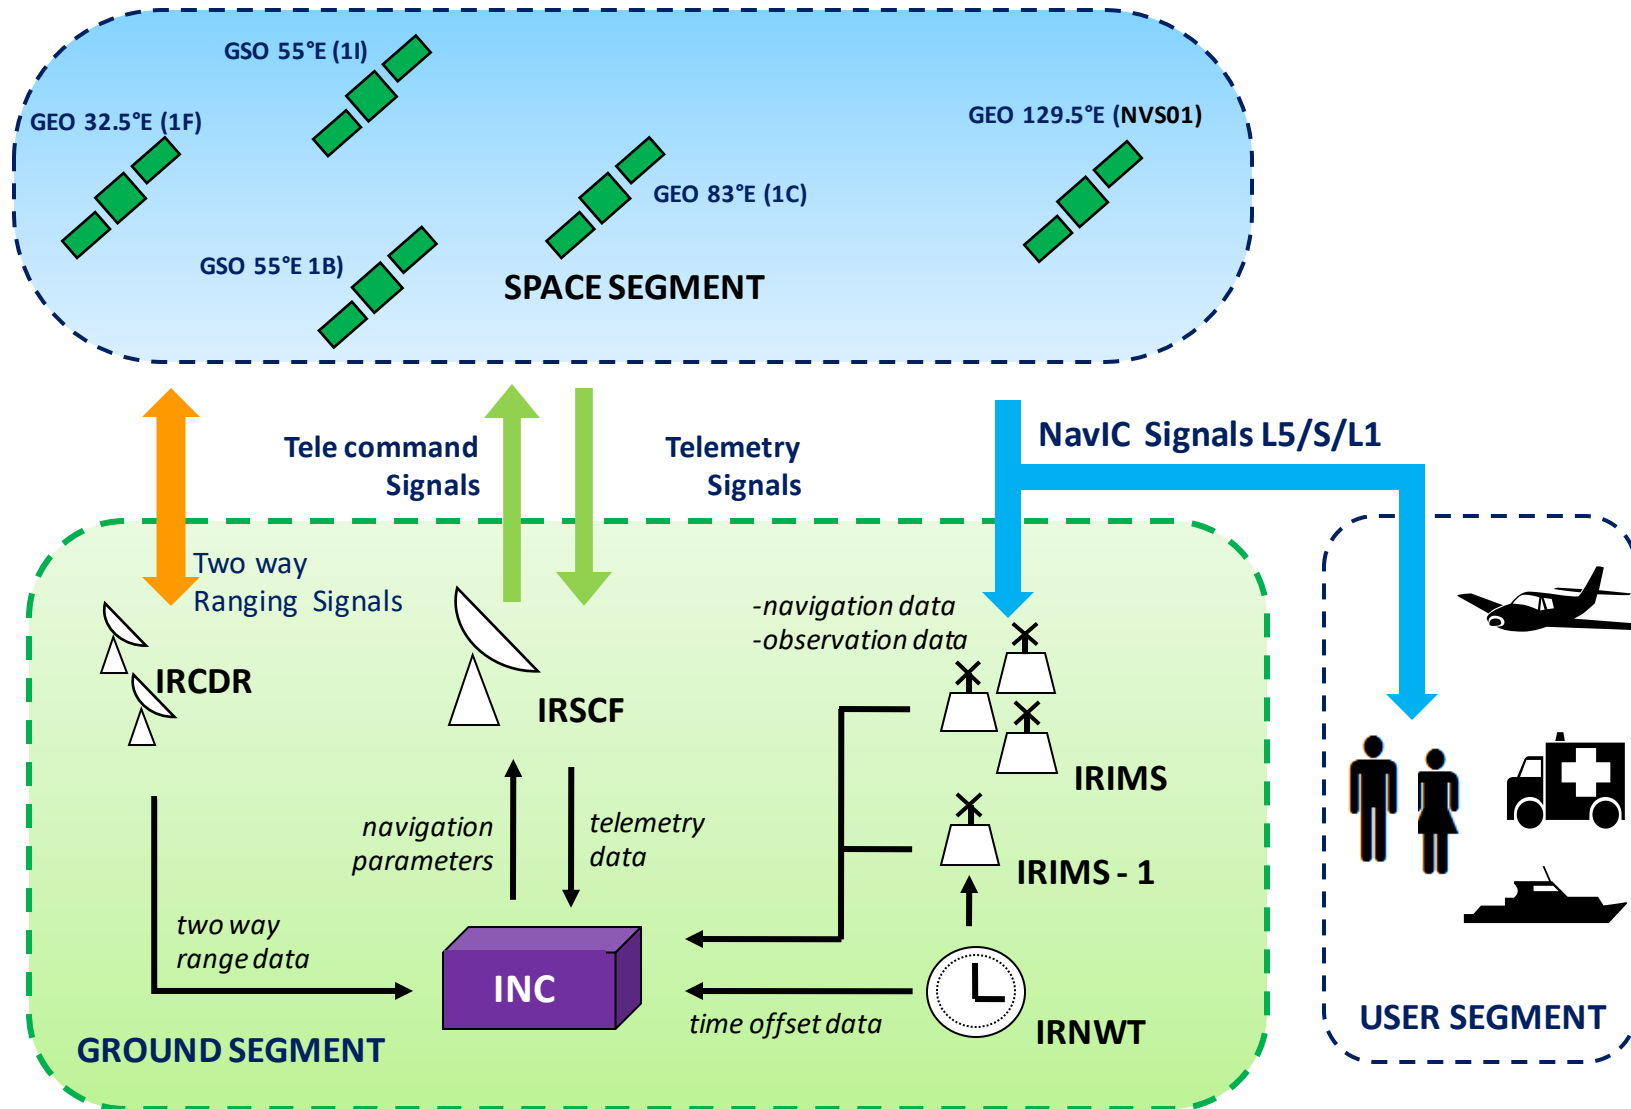 GSO 55°E (1I)
GEO 32.5°E (1F)
GEO 129.5°E (NVS01)
GEO 83°E (1C)
GSO 55°E 1B)
SPACE SEGMENT
Tele command
Signals
Telemetry
Signals
NavIC Signals L5/S/L1
Two way
Ranging Signals
-navigation data
-observation data
IRCDR
IRSCF
IRIMS
navigation
parameters
telemetry
data
IRIMS - 1
two way
range data
INC
time offset data
IRNWT
GROUND SEGMENT
USER SEGMENT